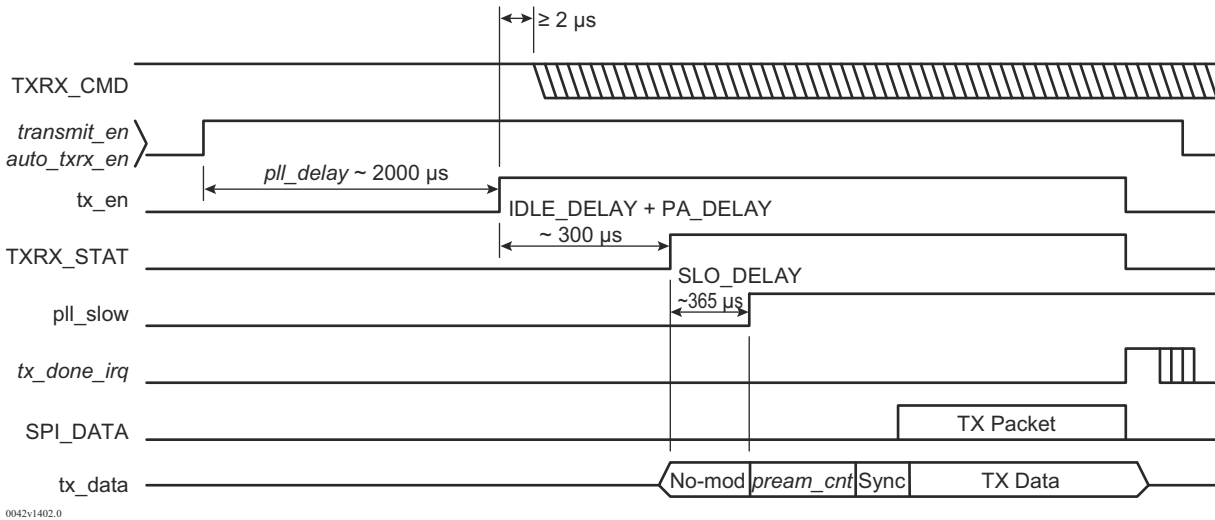 ≥ 2 µs
TXRX_CMD
transmit_en
auto_txrx_en
pll_delay ~ 2000 µs
tx_en
IDLE_DELAY + PA_DELAY
~ 300 µs
TXRX_STAT
SLO_DELAY
~365 µs
pll_slow
tx_done_irq
TX Packet
SPI_DATA
No-mod pream_cnt Sync TX Data
tx_data
0042v1402.0